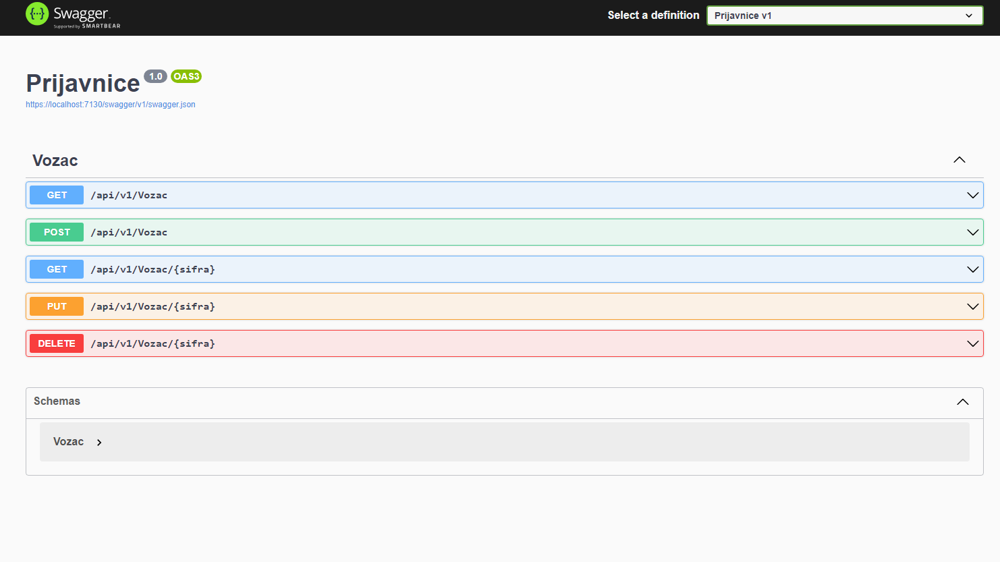 Swagger
Supported by SMARTBEAR
Select a definition
Prijavnice v1
Prijavnice 1.0 OAS3
https://localhost:7130/swagger/v1/swagger.json
Vozac
GET /api/v1/Vozac
POST /api/v1/Vozac
GET /api/v1/Vozac/{sifra}
PUT /api/v1/Vozac/{sifra}
DELETE /api/v1/Vozac/{sifra}
Schemas
Vozac